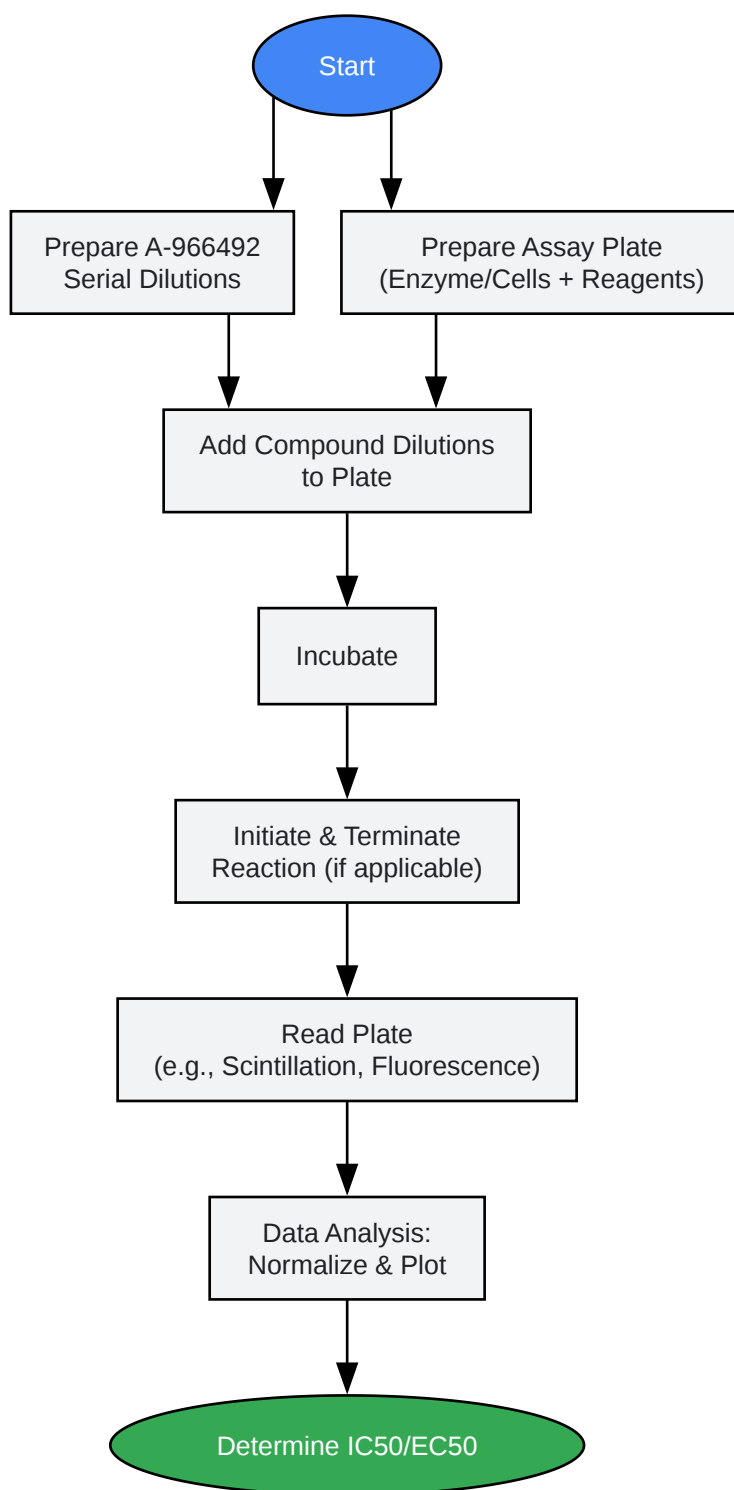 Start
Prepare A-966492
Serial Dilutions
Prepare Assay Plate
(Enzyme/Cells + Reagents)
Add Compound Dilutions
to Plate
Incubate
Initiate & Terminate
Reaction (if applicable)
Read Plate
(e.g., Scintillation, Fluorescence)
Data Analysis:
Normalize & Plot
Determine IC50/EC50